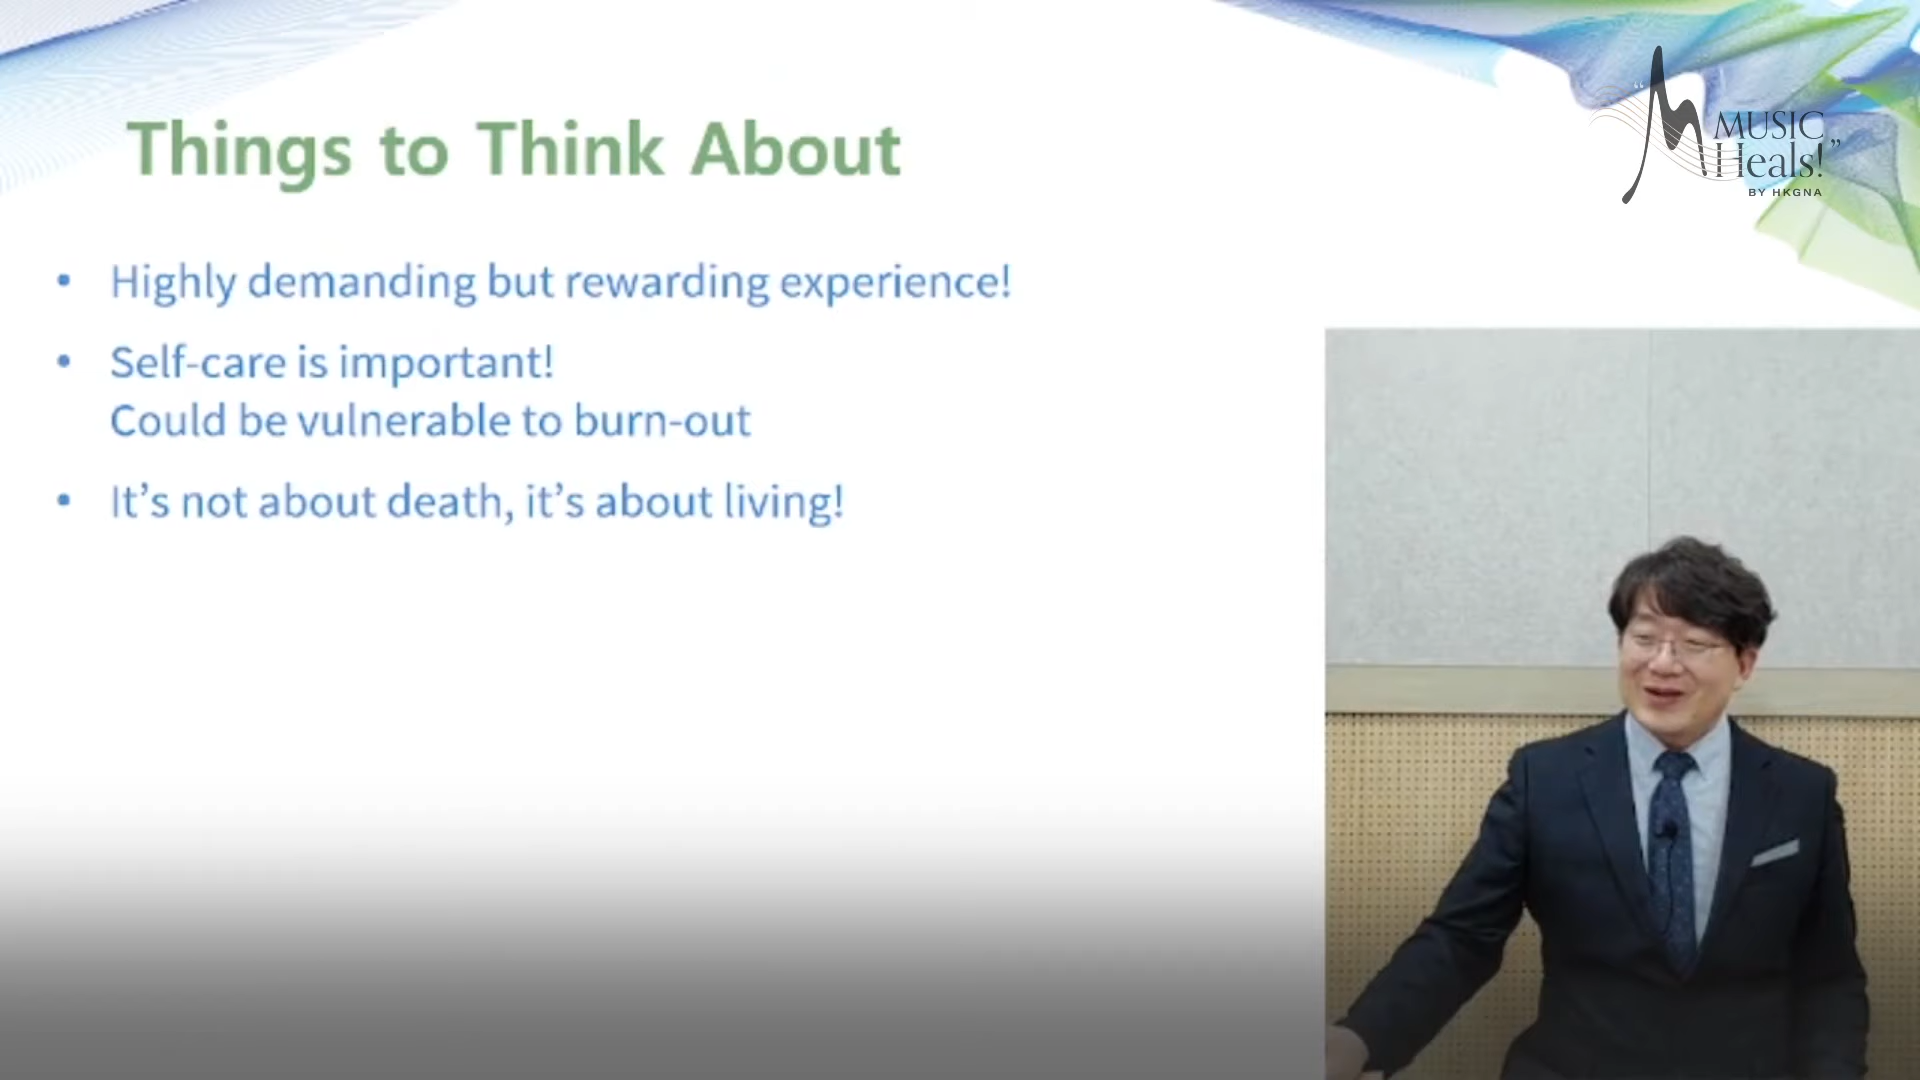 Things to Think About
“MUSIC
Heals!”
BY HKGNA
• Highly demanding but rewarding experience!
• Self-care is important!
Could be vulnerable to burn-out
• It’s not about death, it’s about living!